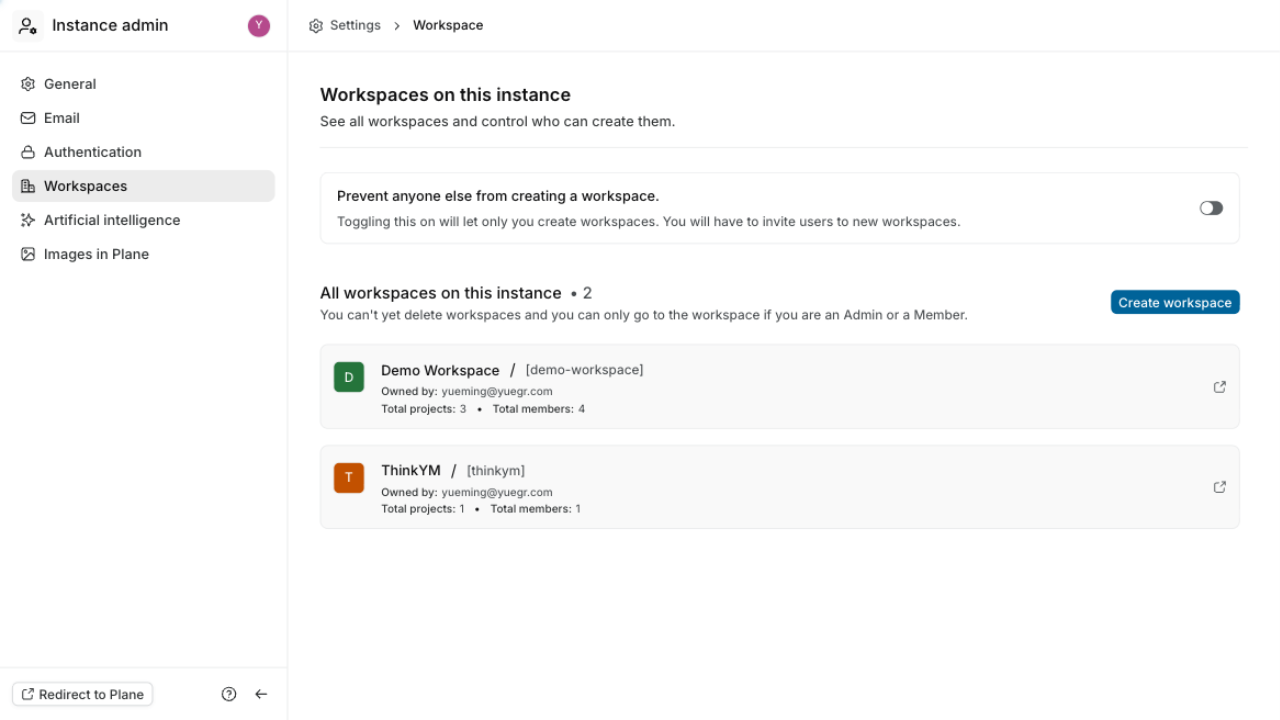 Instance admin
Y
Settings > Workspace
General
Email
Authentication
Workspaces
Artificial intelligence
Images in Plane
Workspaces on this instance
See all workspaces and control who can create them.
Prevent anyone else from creating a workspace.
Toggling this on will let only you create workspaces. You will have to invite users to new workspaces.
All workspaces on this instance • 2
You can't yet delete workspaces and you can only go to the workspace if you are an Admin or a Member.
Create workspace
D
Demo Workspace / [demo-workspace]
Owned by: yueming@yuegr.com
Total projects: 3 • Total members: 4
T
ThinkYM / [thinkym]
Owned by: yueming@yuegr.com
Total projects: 1 • Total members: 1
Redirect to Plane